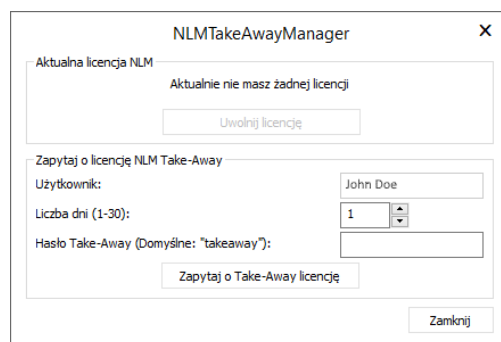 NLMTakeAwayManager
Aktualna licencja NLM
Aktualnie nie masz żadnej licencji
Uwolnij licencję
Zapytaj o licencję NLM Take-Away
Użytkownik: John Doe
Liczba dni (1-30): 1
Hasło Take-Away (Domyślne: "takeaway"):
Zapytaj o Take-Away licencję
Zamknij